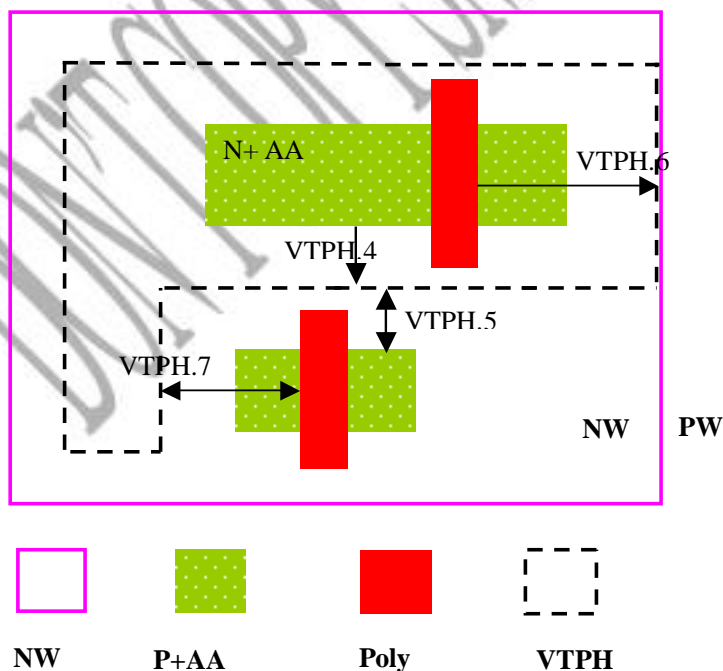 N+ AA
VTPH.6
VTPH.4
VTPH.5
VTPH.7
NW PW
NW P+AA Poly VTPH